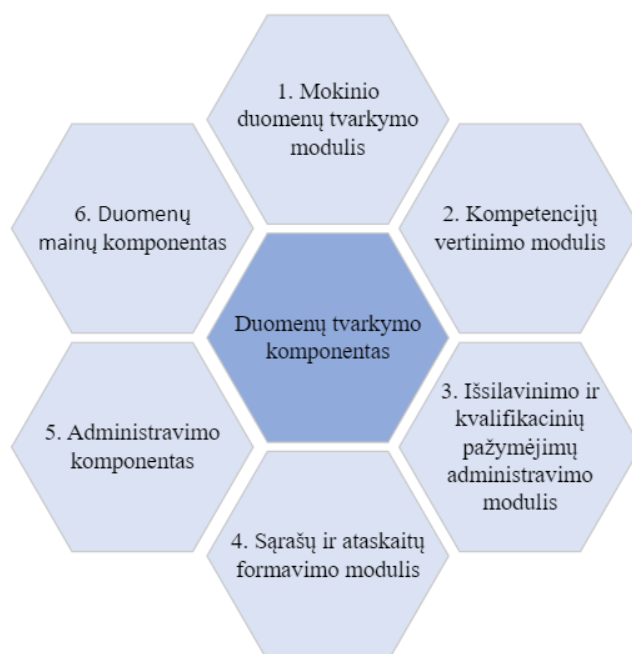 1. Mokinio
duomenų tvarkymo
modulis
2. Kompetencijų
vertinimo modulis
3. Išsilavinimo ir
kvalifikacinių
pažymėjimų
administravimo
modulis
4. Sąrašų ir ataskaitų
formavimo modulis
5. Administravimo
komponentas
6. Duomenų
mainų komponentas
Duomenų tvarkymo
komponentas